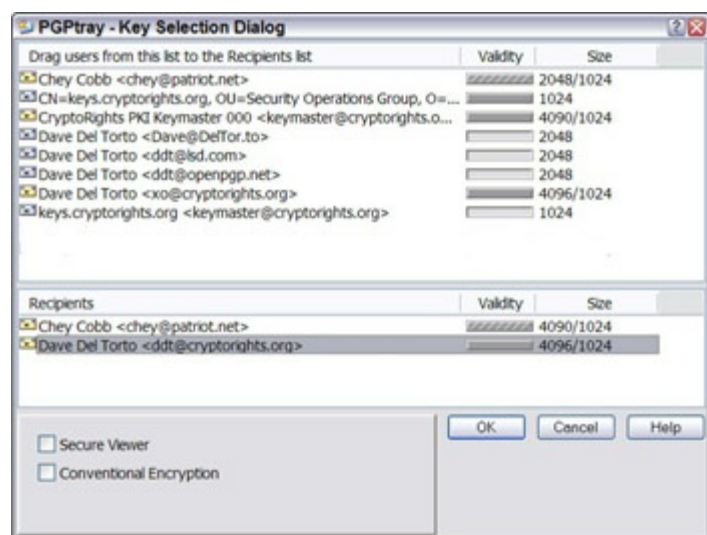 PGPtray - Key Selection Dialog
Drag users from this list to the Recipients list Validity Size
Chey Cobb <chey@patriot.net> 2048/1024
CN=keys.cryptorights.org, OU=Security Operations Group, O=... 1024
CryptoRights PKI Keymaster 000 <keymaster@cryptorights.o... 4090/1024
Dave Del Torto <Dave@DelTor.to> 2048
Dave Del Torto <ddt@lsd.com> 2048
Dave Del Torto <ddt@openpgp.net> 2048
Dave Del Torto <xo@cryptorights.org> 4096/1024
keys.cryptorights.org <keymaster@cryptorights.org> 1024
Recipients Validity Size
Chey Cobb <chey@patriot.net> 4090/1024
Dave Del Torto <ddt@cryptorights.org> 4096/1024
OK Cancel Help
Secure Viewer
Conventional Encryption